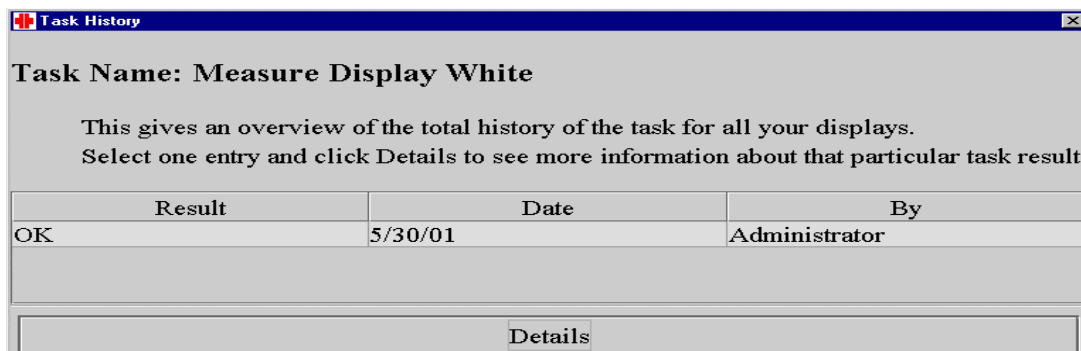 Task History
Task Name: Measure Display White
This gives an overview of the total history of the task for all your displays.
Select one entry and click Details to see more information about that particular task result
Result Date By
OK 5/30/01 Administrator
Details